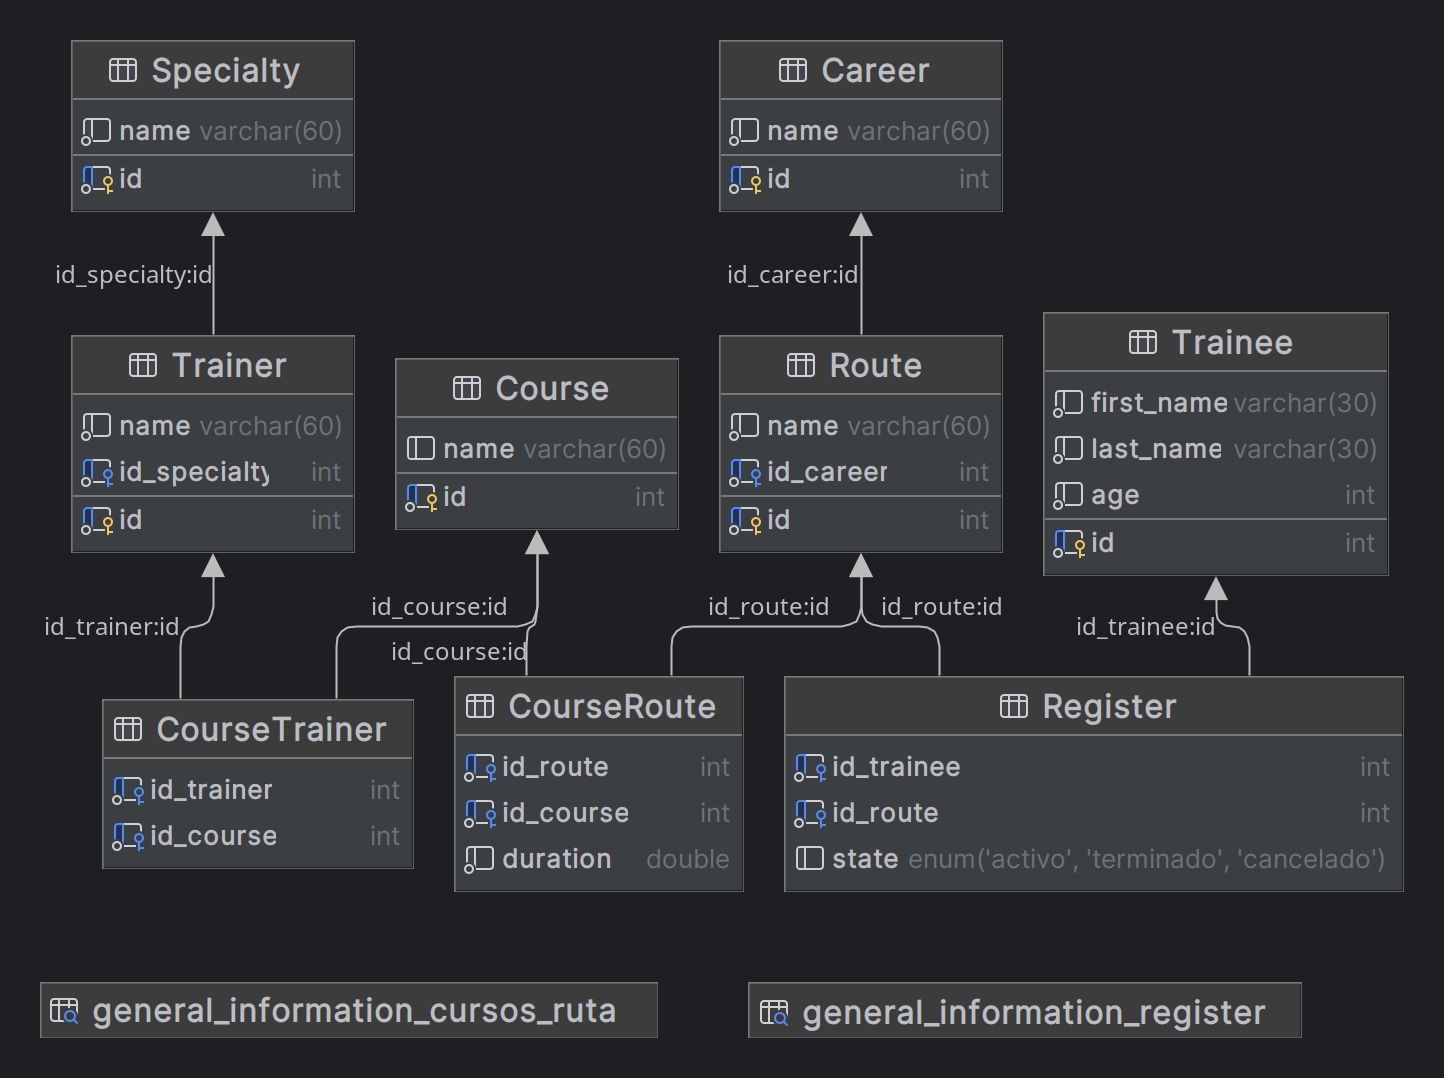 Specialty
name varchar(60)
id int
Career
name varchar(60)
id int
id_specialty:id
id_career:id
Trainer
name varchar(60)
id_specialty int
id int
Course
name varchar(60)
id int
Route
name varchar(60)
id_career int
id int
Trainee
first_name varchar(30)
last_name varchar(30)
age int
id int
id_trainer:id
id_course:id
id_course:id
id_route:id
id_route:id
id_trainee:id
CourseTrainer
id_trainer int
id_course int
CourseRoute
id_route int
id_course int
duration double
Register
id_trainee int
id_route int
state enum('activo', 'terminado', 'cancelado')
general_information_cursos_ruta
general_information_register